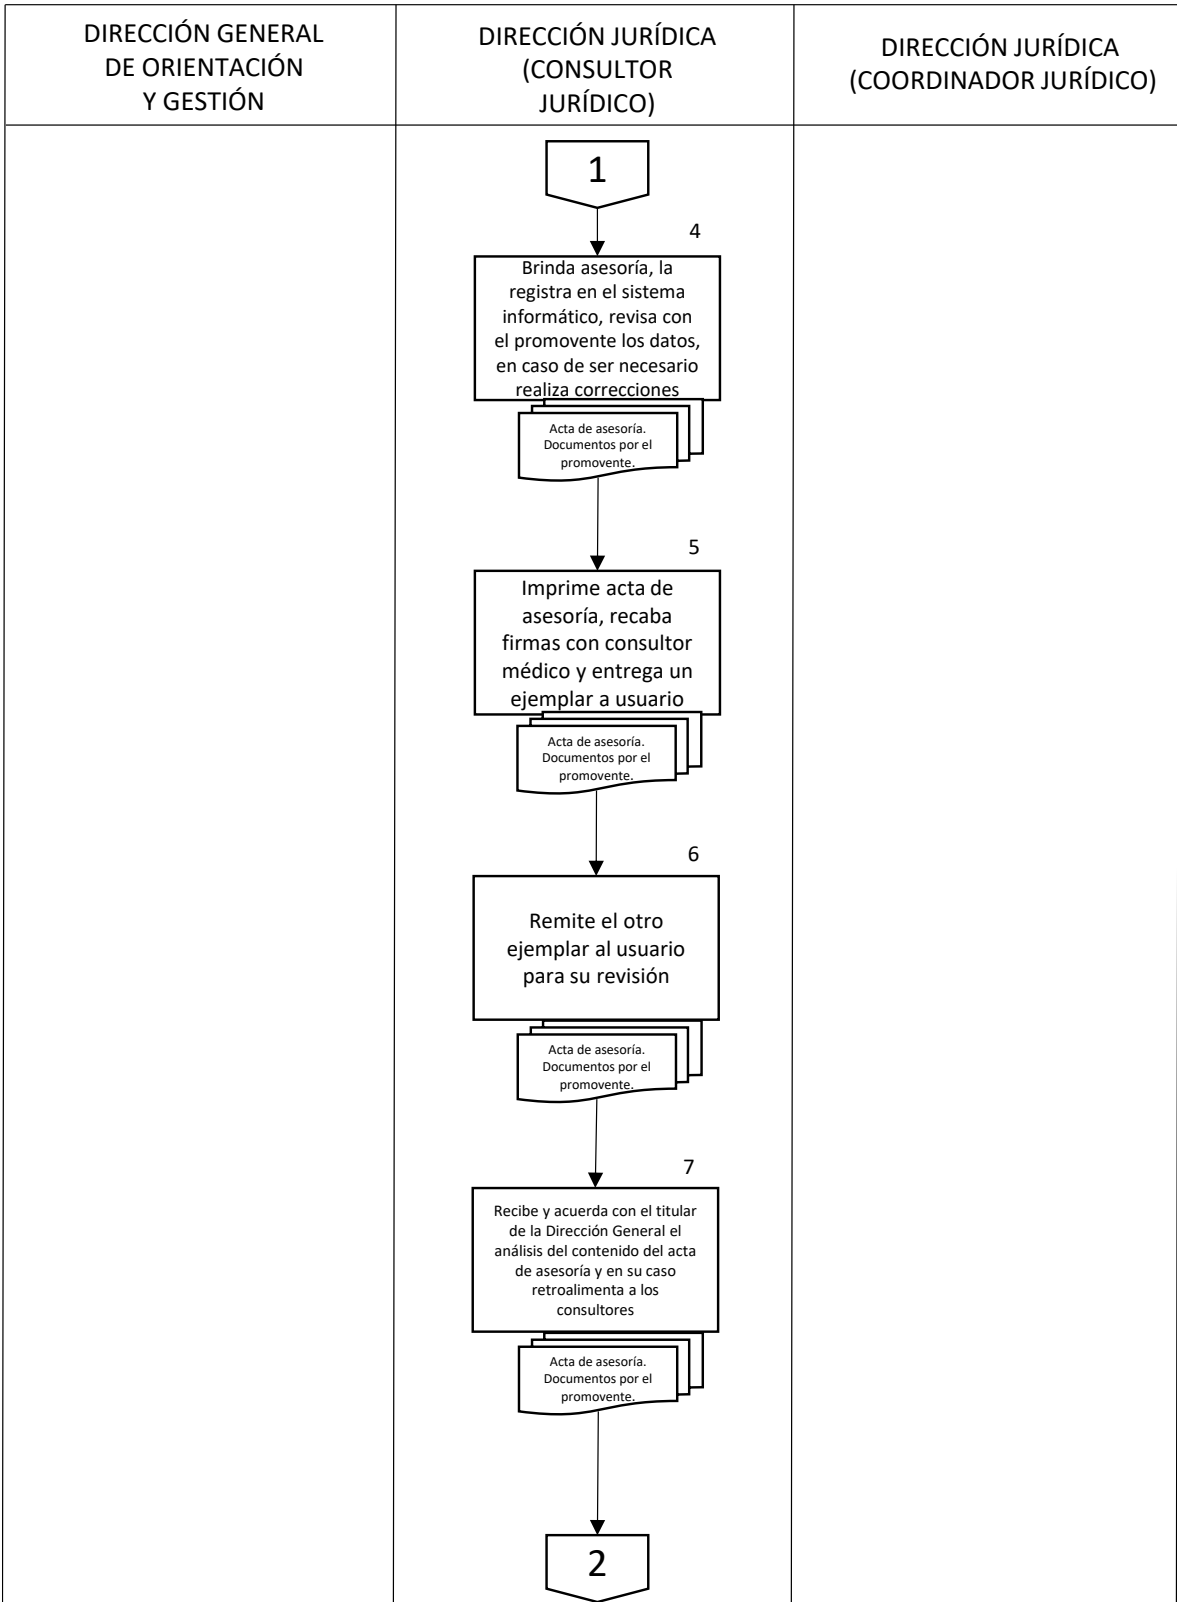 DIRECCIÓN GENERAL
DE ORIENTACIÓN
Y GESTIÓN
DIRECCIÓN JURÍDICA
(CONSULTOR
JURÍDICO)
DIRECCIÓN JURÍDICA
(COORDINADOR JURÍDICO)
1
4
Brinda asesoría, la
registra en el sistema
informático, revisa con
el promovente los datos,
en caso de ser necesario
realiza correcciones
Acta de asesoría.
Documentos por el
promovente.
5
Imprime acta de
asesoría, recaba
firmas con consultor
médico y entrega un
ejemplar a usuario
Acta de asesoría.
Documentos por el
promovente.
6
Remite el otro
ejemplar al usuario
para su revisión
Acta de asesoría.
Documentos por el
promovente.
7
Recibe y acuerda con el titular
de la Dirección General el
análisis del contenido del acta
de asesoría y en su caso
retroalimenta a los
consultores
Acta de asesoría.
Documentos por el
promovente.
2